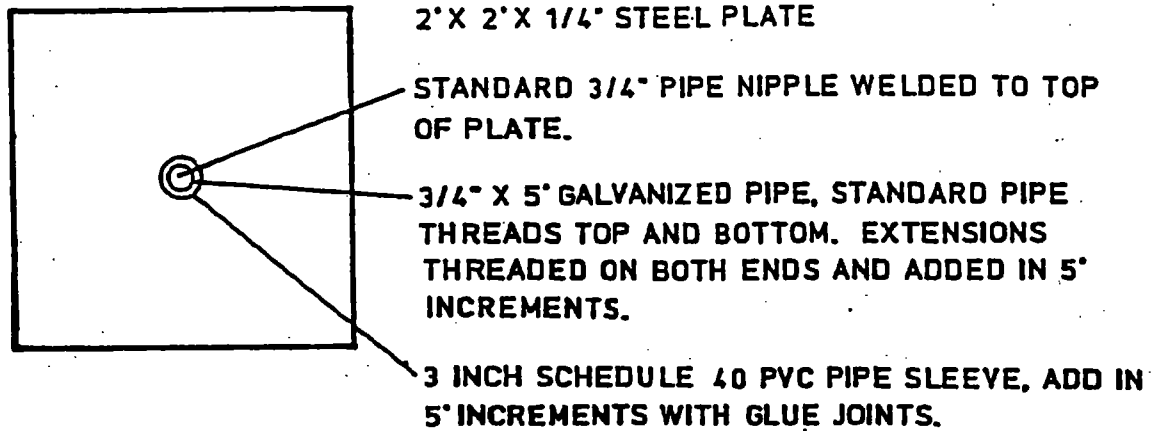 2' X 2' X 1/4" STEEL PLATE
STANDARD 3/4" PIPE NIPPLE WELDED TO TOP
OF PLATE.
3/4" X 5' GALVANIZED PIPE, STANDARD PIPE
THREADS TOP AND BOTTOM. EXTENSIONS
THREADED ON BOTH ENDS AND ADDED IN 5'
INCREMENTS.
3 INCH SCHEDULE 40 PVC PIPE SLEEVE, ADD IN
5' INCREMENTS WITH GLUE JOINTS.